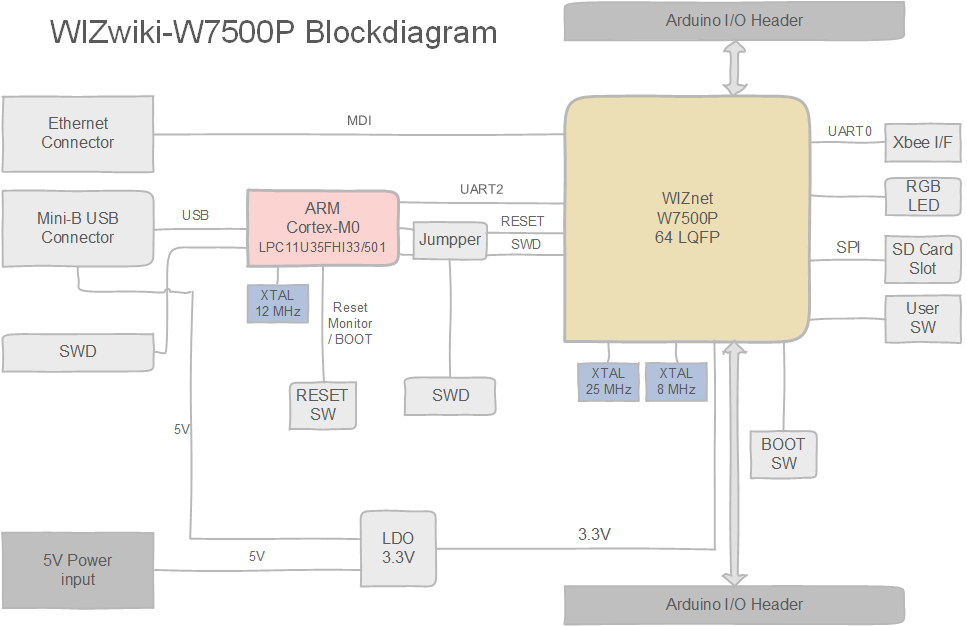 WIZwiki-W7500P Blockdiagram
Arduino I/O Header
Ethernet
Connector
MDI
UART0
Xbee I/F
Mini-B USB
Connector
USB
ARM
Cortex-M0
LPC11U35FHI33/501
UART2
Jumpper
RESET
SWD
WIZnet
W7500P
64 LQFP
RGB
LED
SPI
SD Card
Slot
User
SW
XTAL
12 MHz
Reset
Monitor
/ BOOT
SWD
RESET
SW
SWD
XTAL
25 MHz
XTAL
8 MHz
BOOT
SW
5V
5V Power
input
5V
LDO
3.3V
3.3V
Arduino I/O Header